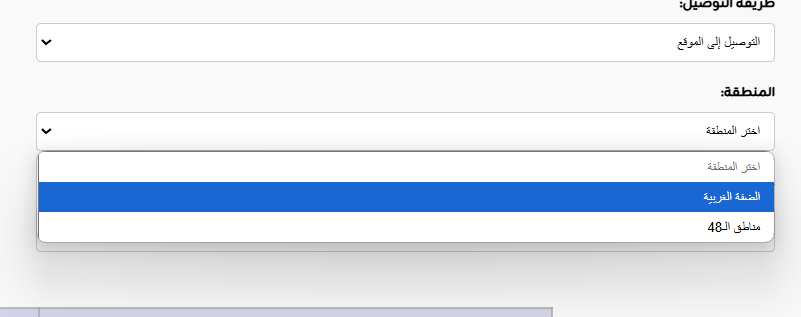 طريقة التوصيل:
التوصيل إلى الموقع
المنطقة:
اختر المنطقة
اختر المنطقة
الضفة الغربية
مناطق الـ48